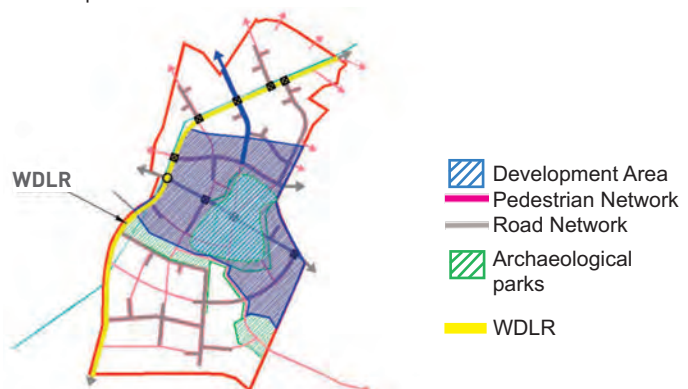 WDLR
Development Area
Pedestrian Network
Road Network
Archaeological
parks
WDLR